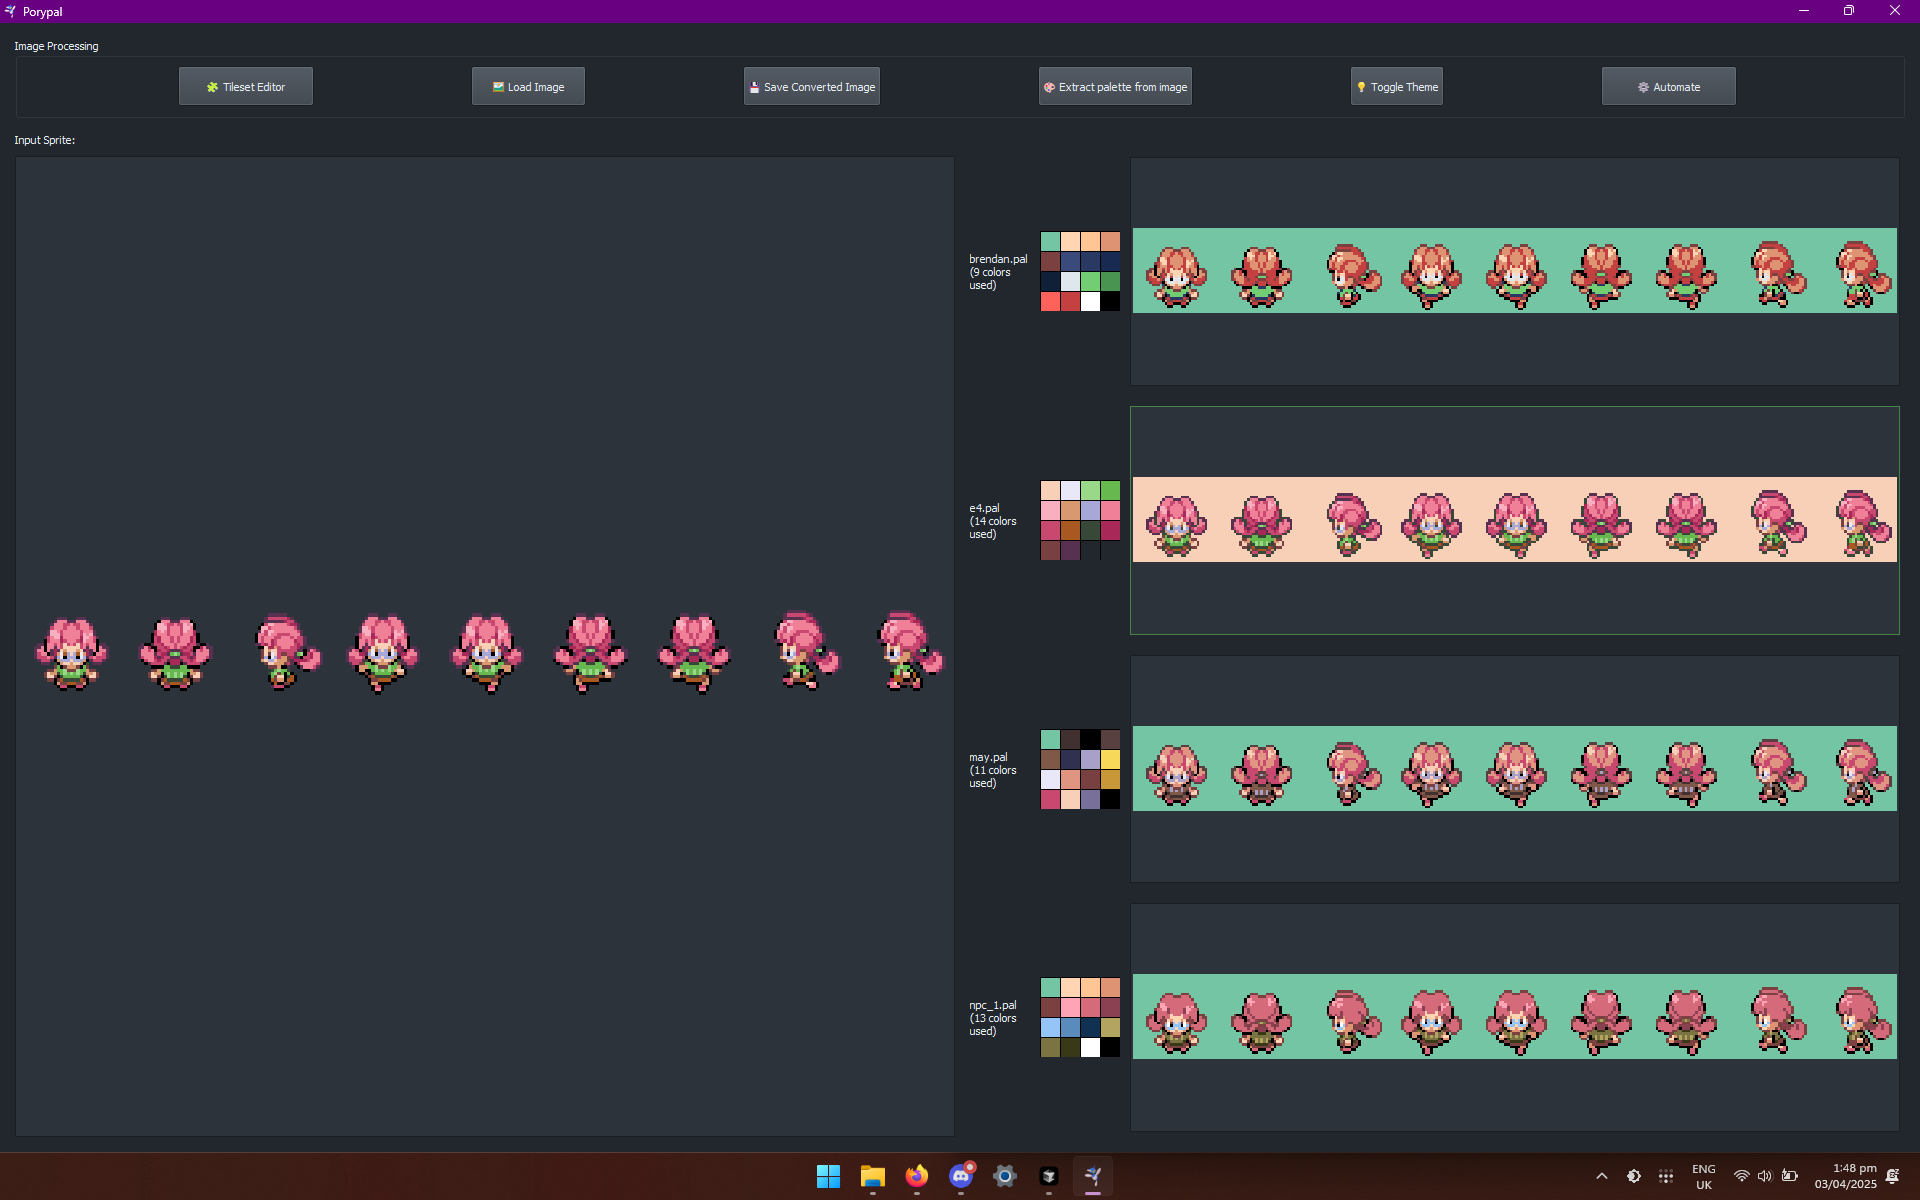 Porypal
Image Processing
Tileset Editor
Load Image
Save Converted Image
Extract palette from image
Toggle Theme
Automate
Input Sprite:
brendan.pal
(9 colors
used)
e4.pal
(14 colors
used)
may.pal
(11 colors
used)
npc_1.pal
(13 colors
used)
ENG
UK
1:48 pm
03/04/2025